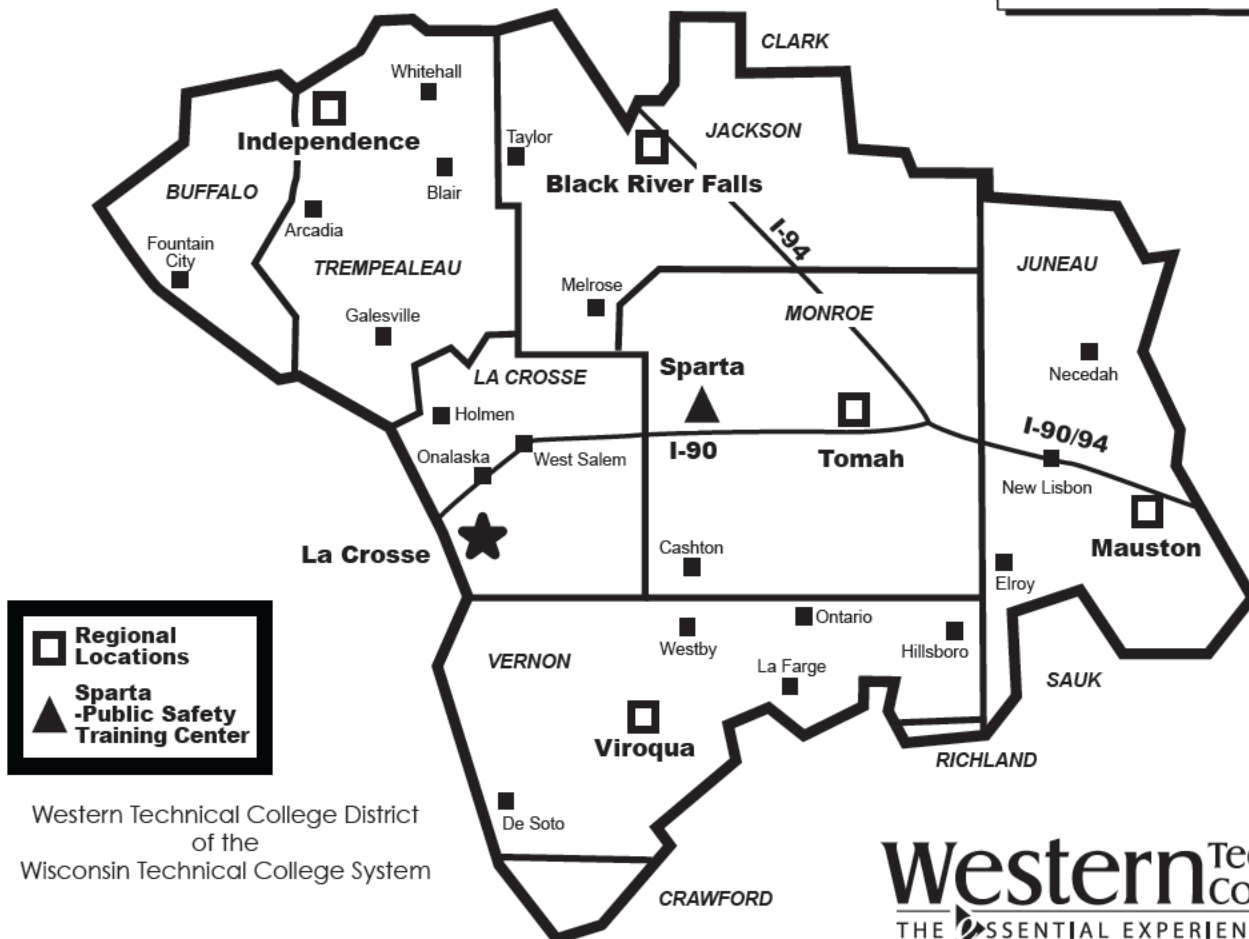 CLARK
Whitehall
Independence
Taylor
JACKSON
Black River Falls
BUFFALO
Blair
Arcadia
Fountain
City
TREMPEALEAU
I-94
JUNEAU
Melrose
Galesville
MONROE
LA CROSSE
Sparta
Necedah
Holmen
Onalaska
West Salem
I-90
Tomah
I-90/94
New Lisbon
La Crosse
Cashton
Mauston
Elroy
Regional
Locations
Sparta
-Public Safety
Training Center
VERNON
Westby
Ontario
La Farge
Hillsboro
SAUK
Viroqua
RICHLAND
De Soto
CRAWFORD
Western Technical College District
of the
Wisconsin Technical College System
Western
THE eSSENTIAL